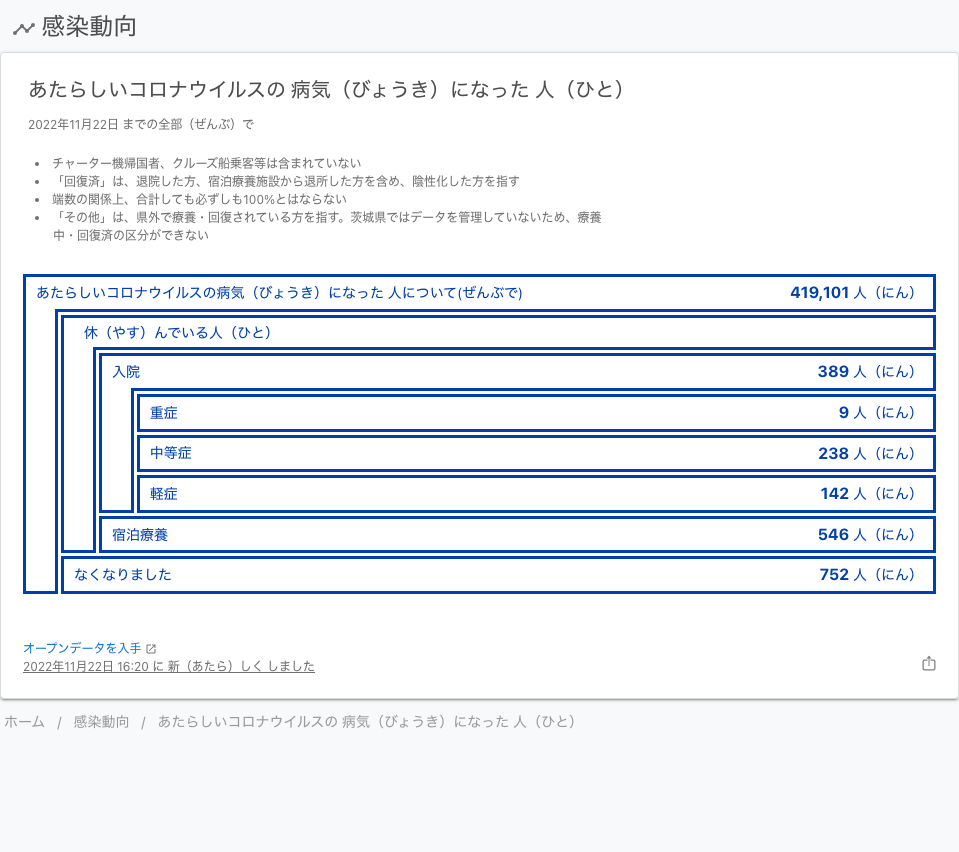 感染動向
あたらしいコロナウイルスの 病気（びょうき）になった 人（ひと）
2022年11月22日 までの全部（ぜんぶ）で
チャーター機帰国者、クルーズ船乗客等は含まれていない
「回復済」は、退院した方、宿泊療養施設から退所した方を含め、陰性化した方を指す
端数の関係上、合計しても必ずしも100%とはならない
「その他」は、県外で療養・回復されている方を指す。茨城県ではデータを管理していないため、療養
中・回復済の区分ができない
あたらしいコロナウイルスの病気（びょうき）になった 人について(ぜんぶで) 419,101 人（にん）
休（やす）んでいる人（ひと）
入院 389 人（にん）
重症 9 人（にん）
中等症 238 人（にん）
軽症 142 人（にん）
宿泊療養 546 人（にん）
なくなりました 752 人（にん）
オープンデータを入手
2022年11月22日 16:20 に 新（あたら）しく しました
ホーム / 感染動向 / あたらしいコロナウイルスの 病気（びょうき）になった 人（ひと）